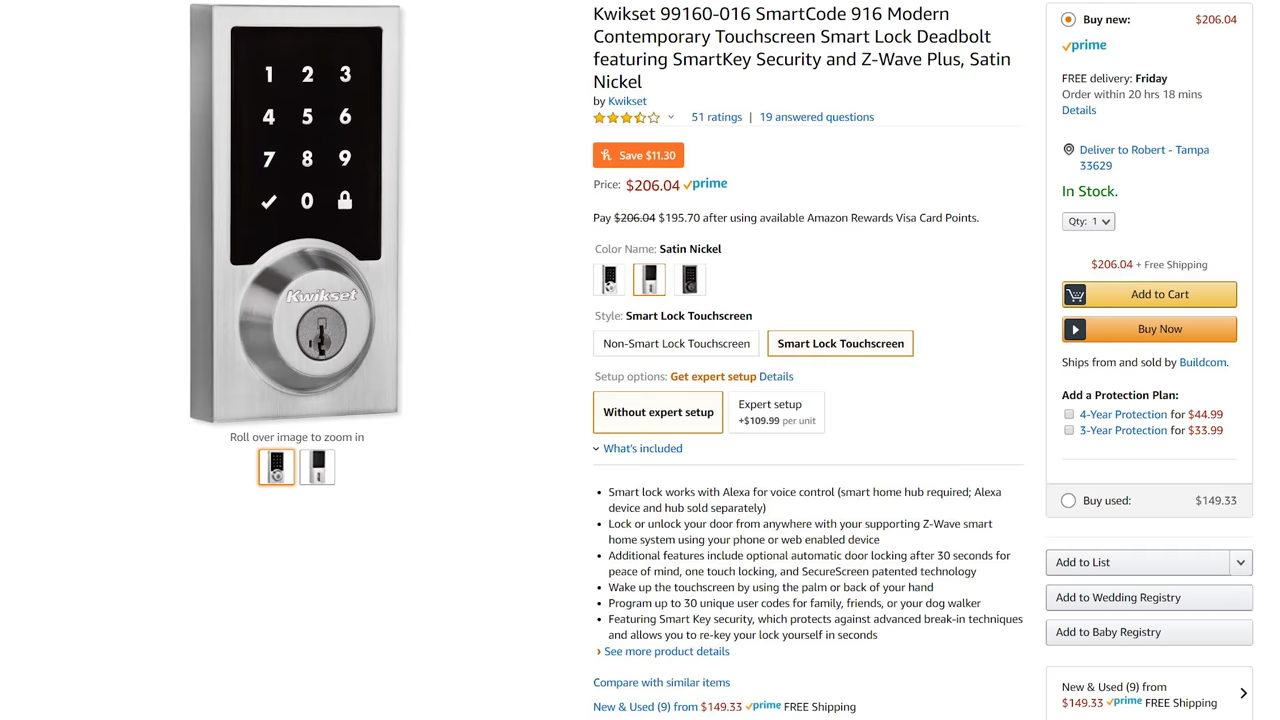 1 2 3
4 5 6
7 8 9
0
Kwikset
Roll over image to zoom in
Kwikset 99160-016 SmartCode 916 Modern
Contemporary Touchscreen Smart Lock Deadbolt
featuring SmartKey Security and Z-Wave Plus, Satin
Nickel
by Kwikset
51 ratings | 19 answered questions
Save $11.30
Price: $206.04 prime
Pay $206.04 $195.70 after using available Amazon Rewards Visa Card Points.
Color Name: Satin Nickel
Style: Smart Lock Touchscreen
Non-Smart Lock Touchscreen
Smart Lock Touchscreen
Setup options: Get expert setup Details
Without expert setup
Expert setup
+$109.99 per unit
What's included
• Smart lock works with Alexa for voice control (smart home hub required; Alexa
device and hub sold separately)
• Lock or unlock your door from anywhere with your supporting Z-Wave smart
home system using your phone or web enabled device
• Additional features include optional automatic door locking after 30 seconds for
peace of mind, one touch locking, and SecureScreen patented technology
• Wake up the touchscreen by using the palm or back of your hand
• Program up to 30 unique user codes for family, friends, or your dog walker
• Featuring Smart Key security, which protects against advanced break-in techniques
and allows you to re-key your lock yourself in seconds
› See more product details
Compare with similar items
New & Used (9) from $149.33 prime FREE Shipping
Buy new: $206.04
prime
FREE delivery: Friday
Order within 20 hrs 18 mins
Details
Deliver to Robert - Tampa
33629
In Stock.
Qty: 1
$206.04 + Free Shipping
Add to Cart
Buy Now
Ships from and sold by Buildcom.
Add a Protection Plan:
4-Year Protection for $44.99
3-Year Protection for $33.99
Buy used: $149.33
Add to List
Add to Wedding Registry
Add to Baby Registry
New & Used (9) from
$149.33 prime FREE Shipping